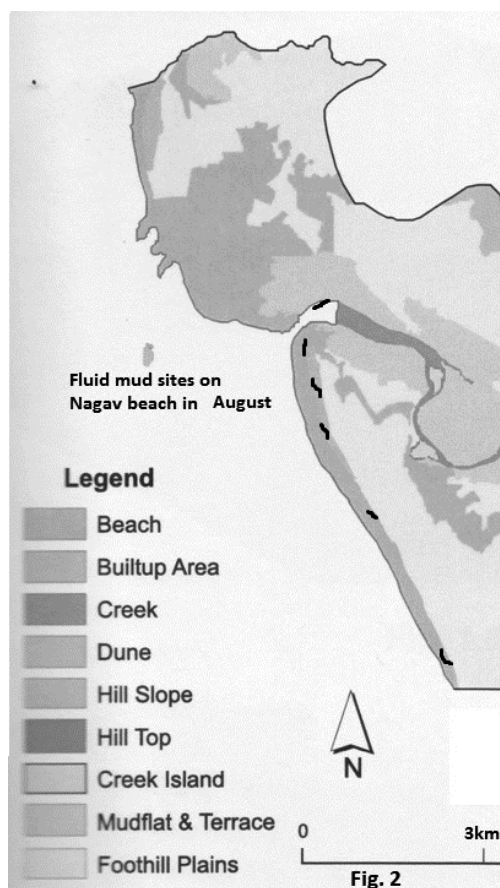 Fluid mud sites on
Nagav beach in August
Legend
Beach
Builtup Area
Creek
Dune
Hill Slope
Hill Top
Creek Island
Mudflat & Terrace
Foothill Plains
N
0 3km
Fig. 2